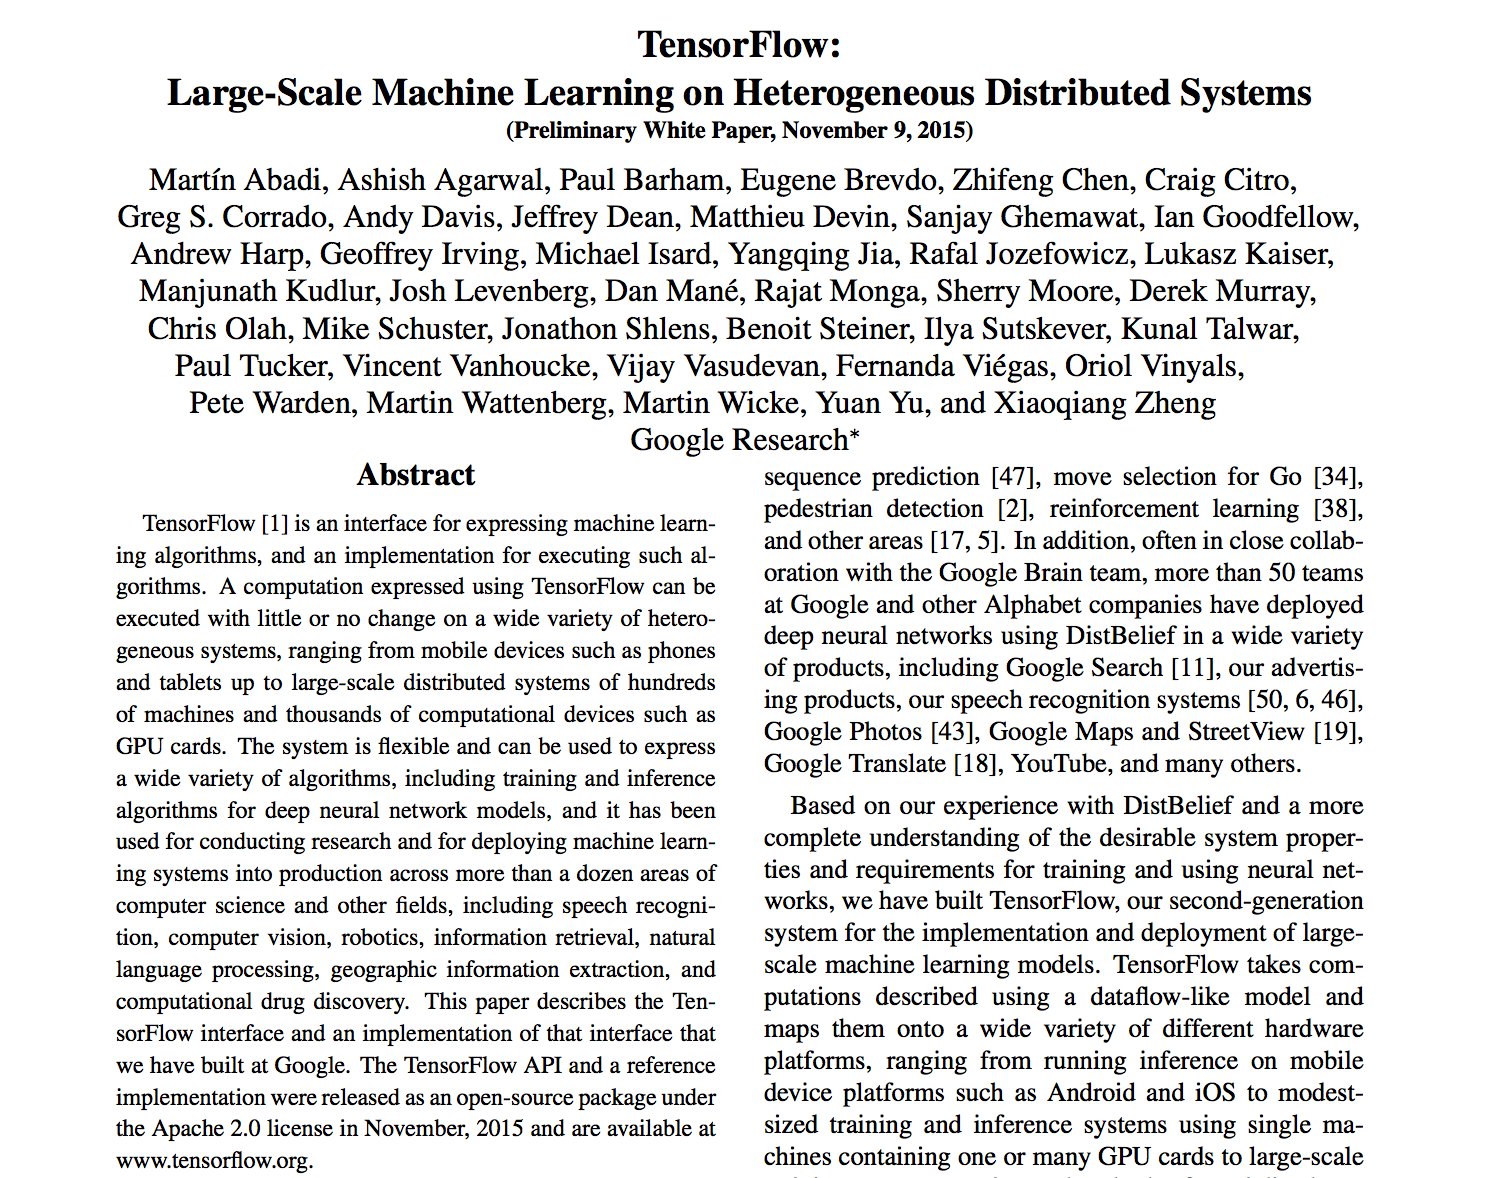 TensorFlow:
Large-Scale Machine Learning on Heterogeneous Distributed Systems
(Preliminary White Paper, November 9, 2015)
Martín Abadi, Ashish Agarwal, Paul Barham, Eugene Brevdo, Zhifeng Chen, Craig Citro,
Greg S. Corrado, Andy Davis, Jeffrey Dean, Matthieu Devin, Sanjay Ghemawat, Ian Goodfellow,
Andrew Harp, Geoffrey Irving, Michael Isard, Yangqing Jia, Rafal Jozefowicz, Lukasz Kaiser,
Manjunath Kudlur, Josh Levenberg, Dan Mané, Rajat Monga, Sherry Moore, Derek Murray,
Chris Olah, Mike Schuster, Jonathon Shlens, Benoit Steiner, Ilya Sutskever, Kunal Talwar,
Paul Tucker, Vincent Vanhoucke, Vijay Vasudevan, Fernanda Viégas, Oriol Vinyals,
Pete Warden, Martin Wattenberg, Martin Wicke, Yuan Yu, and Xiaoqiang Zheng
Google Research*
Abstract
TensorFlow [1] is an interface for expressing machine learn-
ing algorithms, and an implementation for executing such al-
gorithms. A computation expressed using TensorFlow can be
executed with little or no change on a wide variety of hetero-
geneous systems, ranging from mobile devices such as phones
and tablets up to large-scale distributed systems of hundreds
of machines and thousands of computational devices such as
GPU cards. The system is flexible and can be used to express
a wide variety of algorithms, including training and inference
algorithms for deep neural network models, and it has been
used for conducting research and for deploying machine learn-
ing systems into production across more than a dozen areas of
computer science and other fields, including speech recogni-
tion, computer vision, robotics, information retrieval, natural
language processing, geographic information extraction, and
computational drug discovery. This paper describes the Ten-
sorFlow interface and an implementation of that interface that
we have built at Google. The TensorFlow API and a reference
implementation were released as an open-source package under
the Apache 2.0 license in November, 2015 and are available at
www.tensorflow.org.
sequence prediction [47], move selection for Go [34],
pedestrian detection [2], reinforcement learning [38],
and other areas [17, 5]. In addition, often in close collab-
oration with the Google Brain team, more than 50 teams
at Google and other Alphabet companies have deployed
deep neural networks using DistBelief in a wide variety
of products, including Google Search [11], our advertis-
ing products, our speech recognition systems [50, 6, 46],
Google Photos [43], Google Maps and StreetView [19],
Google Translate [18], YouTube, and many others.
Based on our experience with DistBelief and a more
complete understanding of the desirable system proper-
ties and requirements for training and using neural net-
works, we have built TensorFlow, our second-generation
system for the implementation and deployment of large-
scale machine learning models. TensorFlow takes com-
putations described using a dataflow-like model and
maps them onto a wide variety of different hardware
platforms, ranging from running inference on mobile
device platforms such as Android and iOS to modest-
sized training and inference systems using single ma-
chines containing one or many GPU cards to large-scale